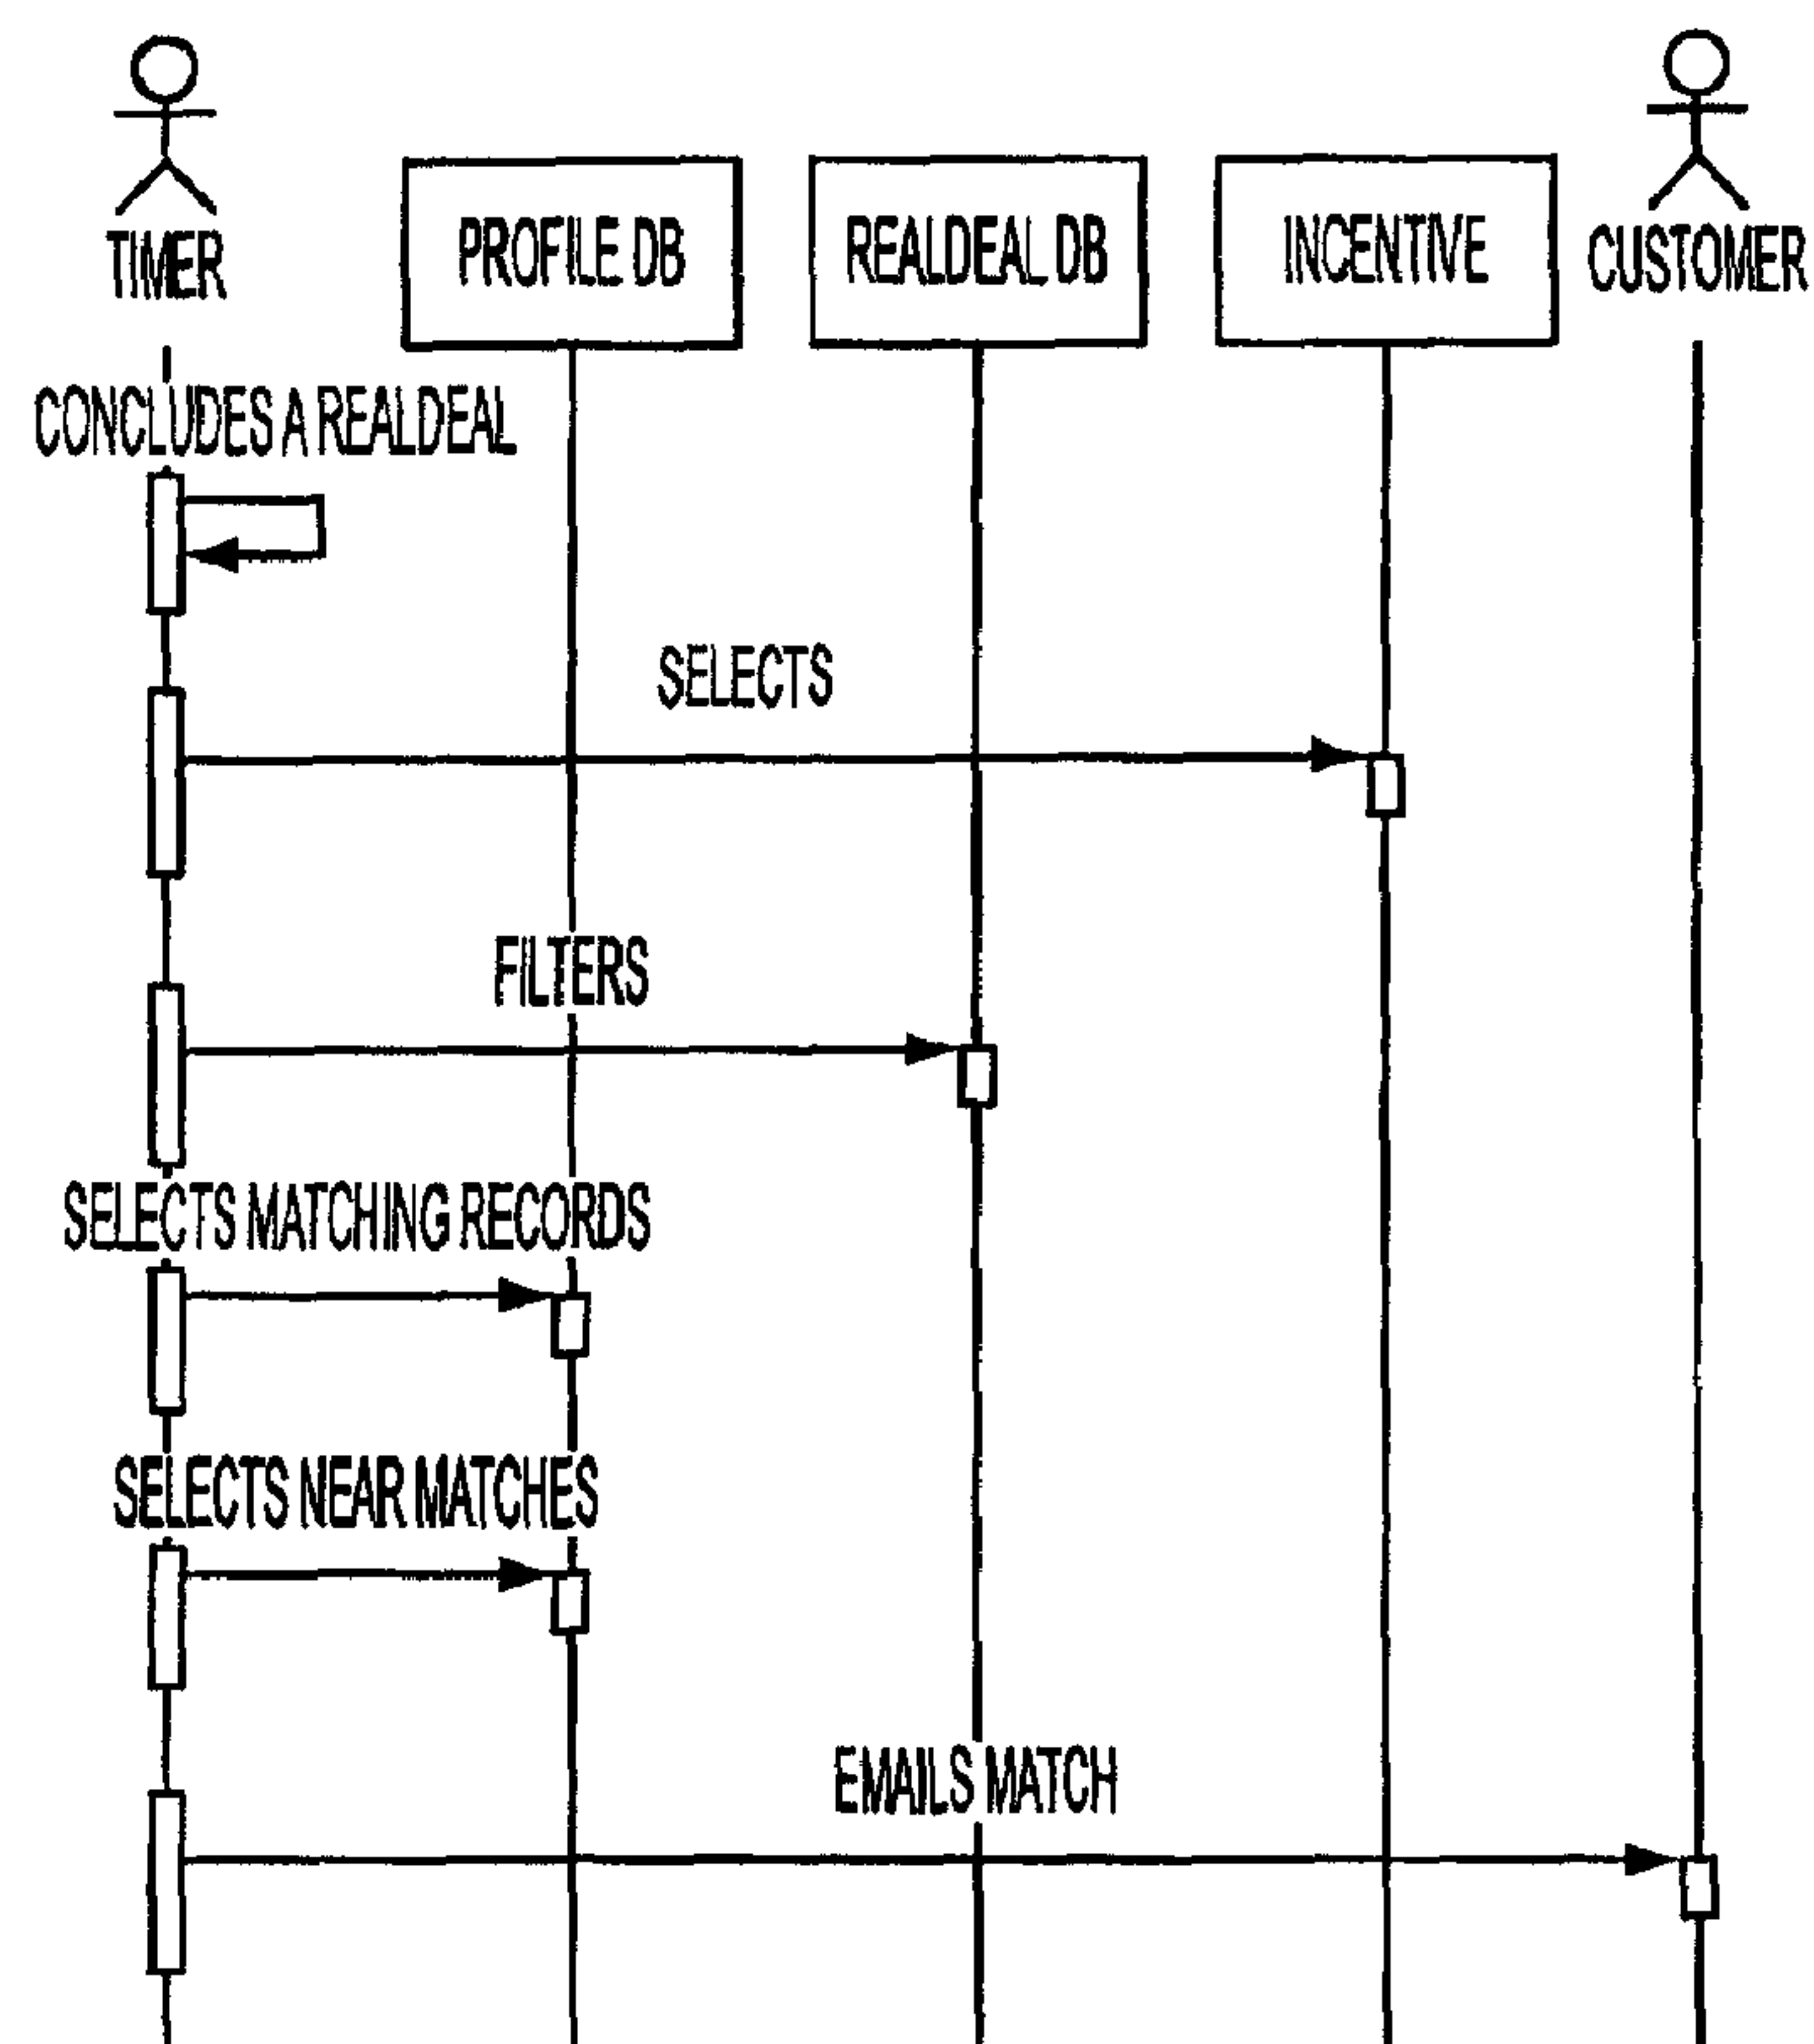 TIMER
PROFILE DB
REALDEAL DB
INCENTIVE
CUSTOMER
CONCLUDES A REALDEAL
SELECTS
FILTERS
SELECTS MATCHING RECORDS
SELECTS NEAR MATCHES
EMAILS MATCH